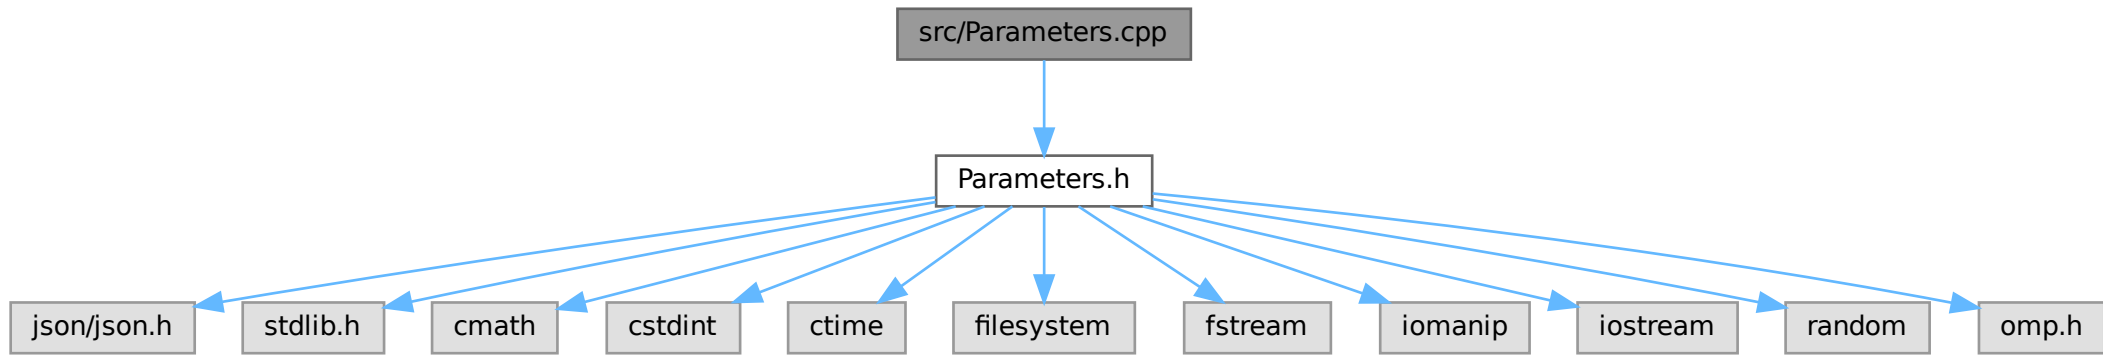 src/Parameters.cpp
Parameters.h
json/json.h
stdlib.h
cmath
cstdint
ctime
filesystem
fstream
iomanip
iostream
random
omp.h